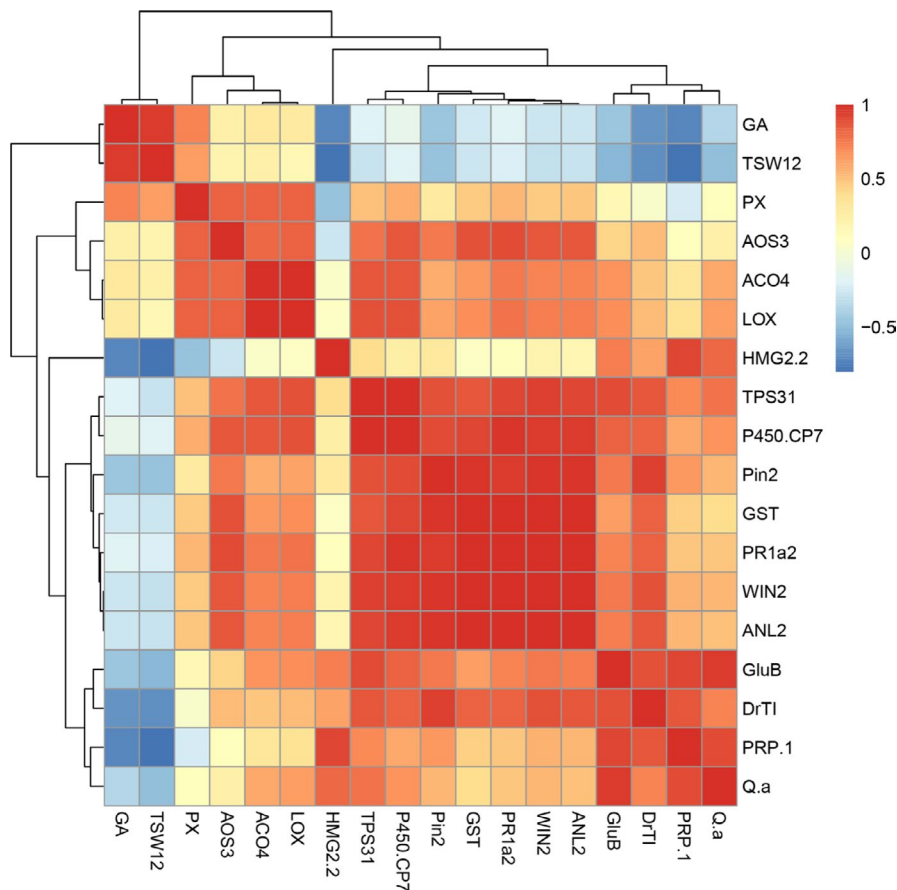 1
0.5
0
−0.5
GA
TSW12
PX
AOS3
ACO4
LOX
HMG2.2
TPS31
P450.CP7
Pin2
GST
PR1a2
WIN2
ANL2
GluB
DrTI
PRP.1
Q.a
GA
TSW12
PX
AOS3
ACO4
LOX
HMG2.2
TPS31
P450.CP7
Pin2
GST
PR1a2
WIN2
ANL2
GluB
DrTI
PRP.1
Q.a